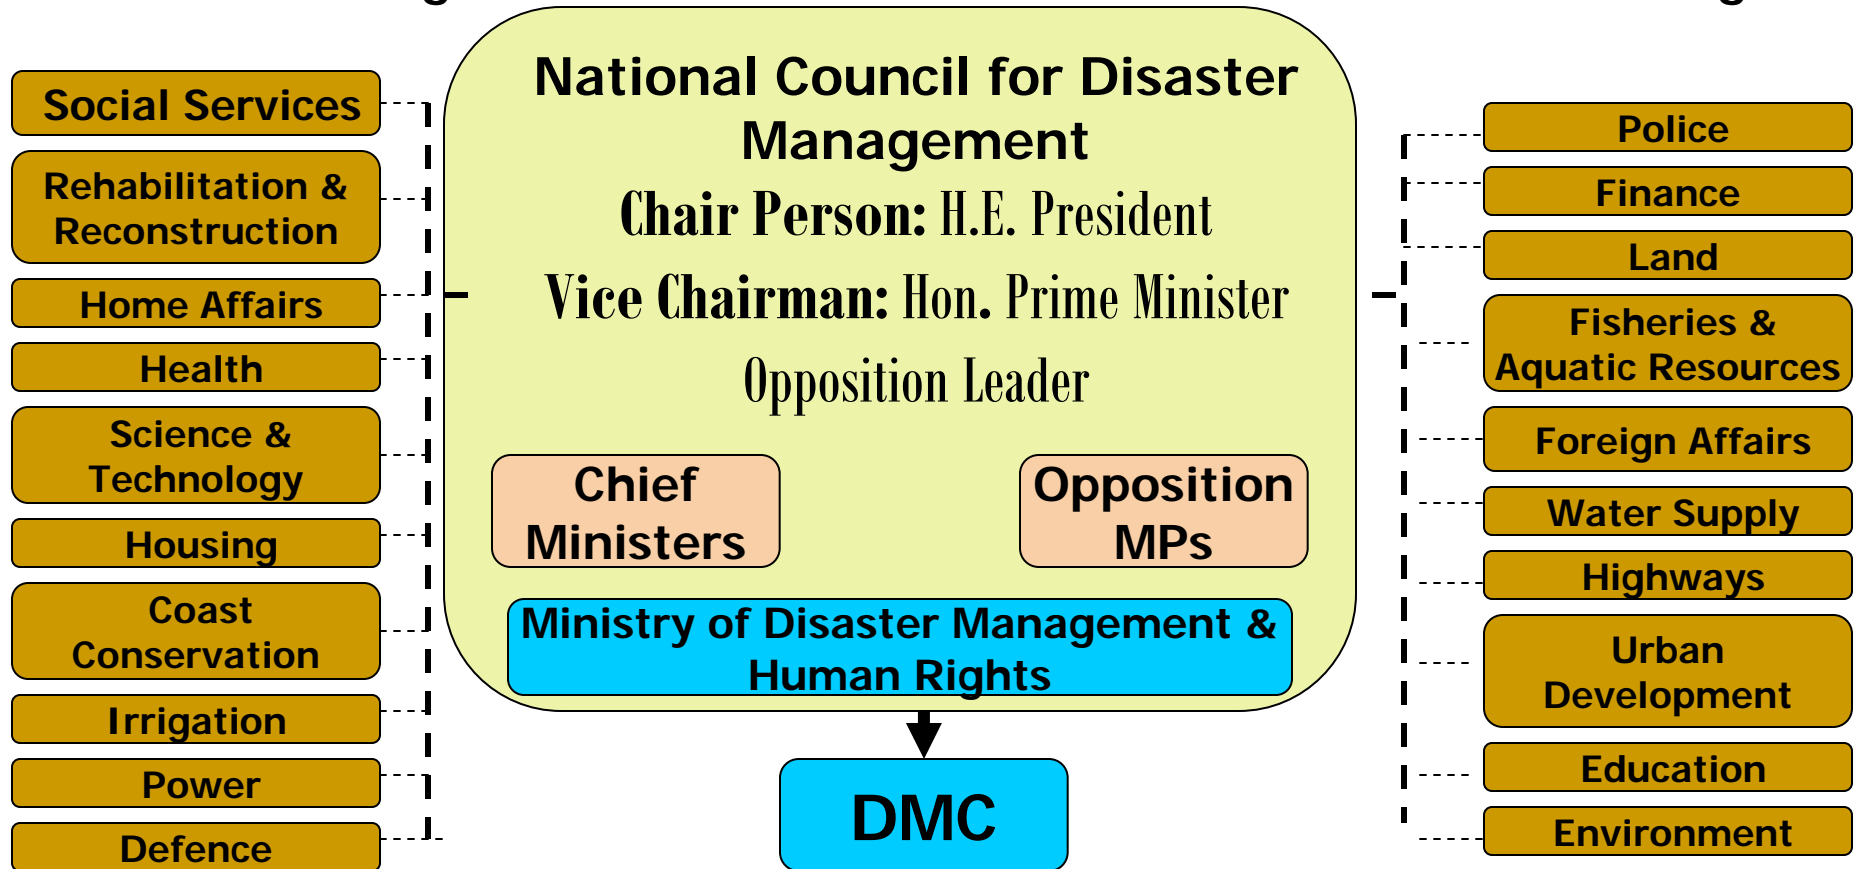 National Council for Disaster
Management
Chair Person: H.E. President
Vice Chairman: Hon. Prime Minister
Opposition Leader
Chief
Ministers
Opposition
MPs
Ministry of Disaster Management &
Human Rights
DMC
Social Services
Rehabilitation &
Reconstruction
Home Affairs
Health
Science &
Technology
Housing
Coast
Conservation
Irrigation
Power
Defence
Police
Finance
Land
Fisheries &
Aquatic Resources
Foreign Affairs
Water Supply
Highways
Urban
Development
Education
Environment